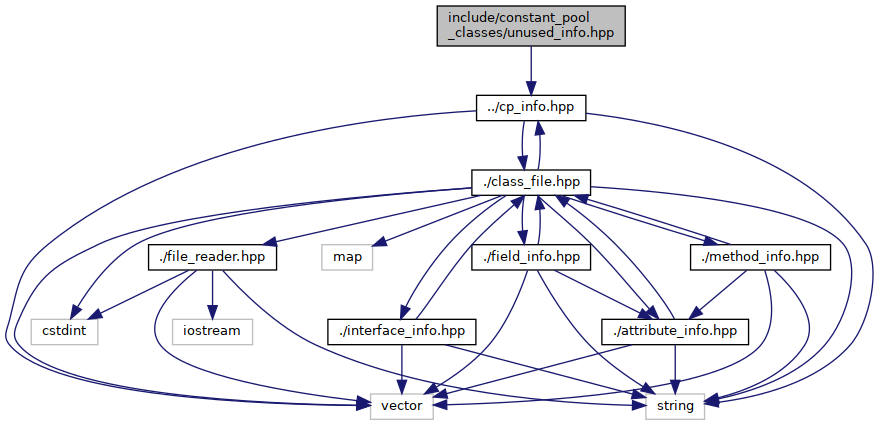 include/constant_pool
_classes/unused_info.hpp
../cp_info.hpp
./class_file.hpp
./file_reader.hpp
map
./field_info.hpp
./method_info.hpp
cstdint
iostream
./interface_info.hpp
./attribute_info.hpp
vector
string